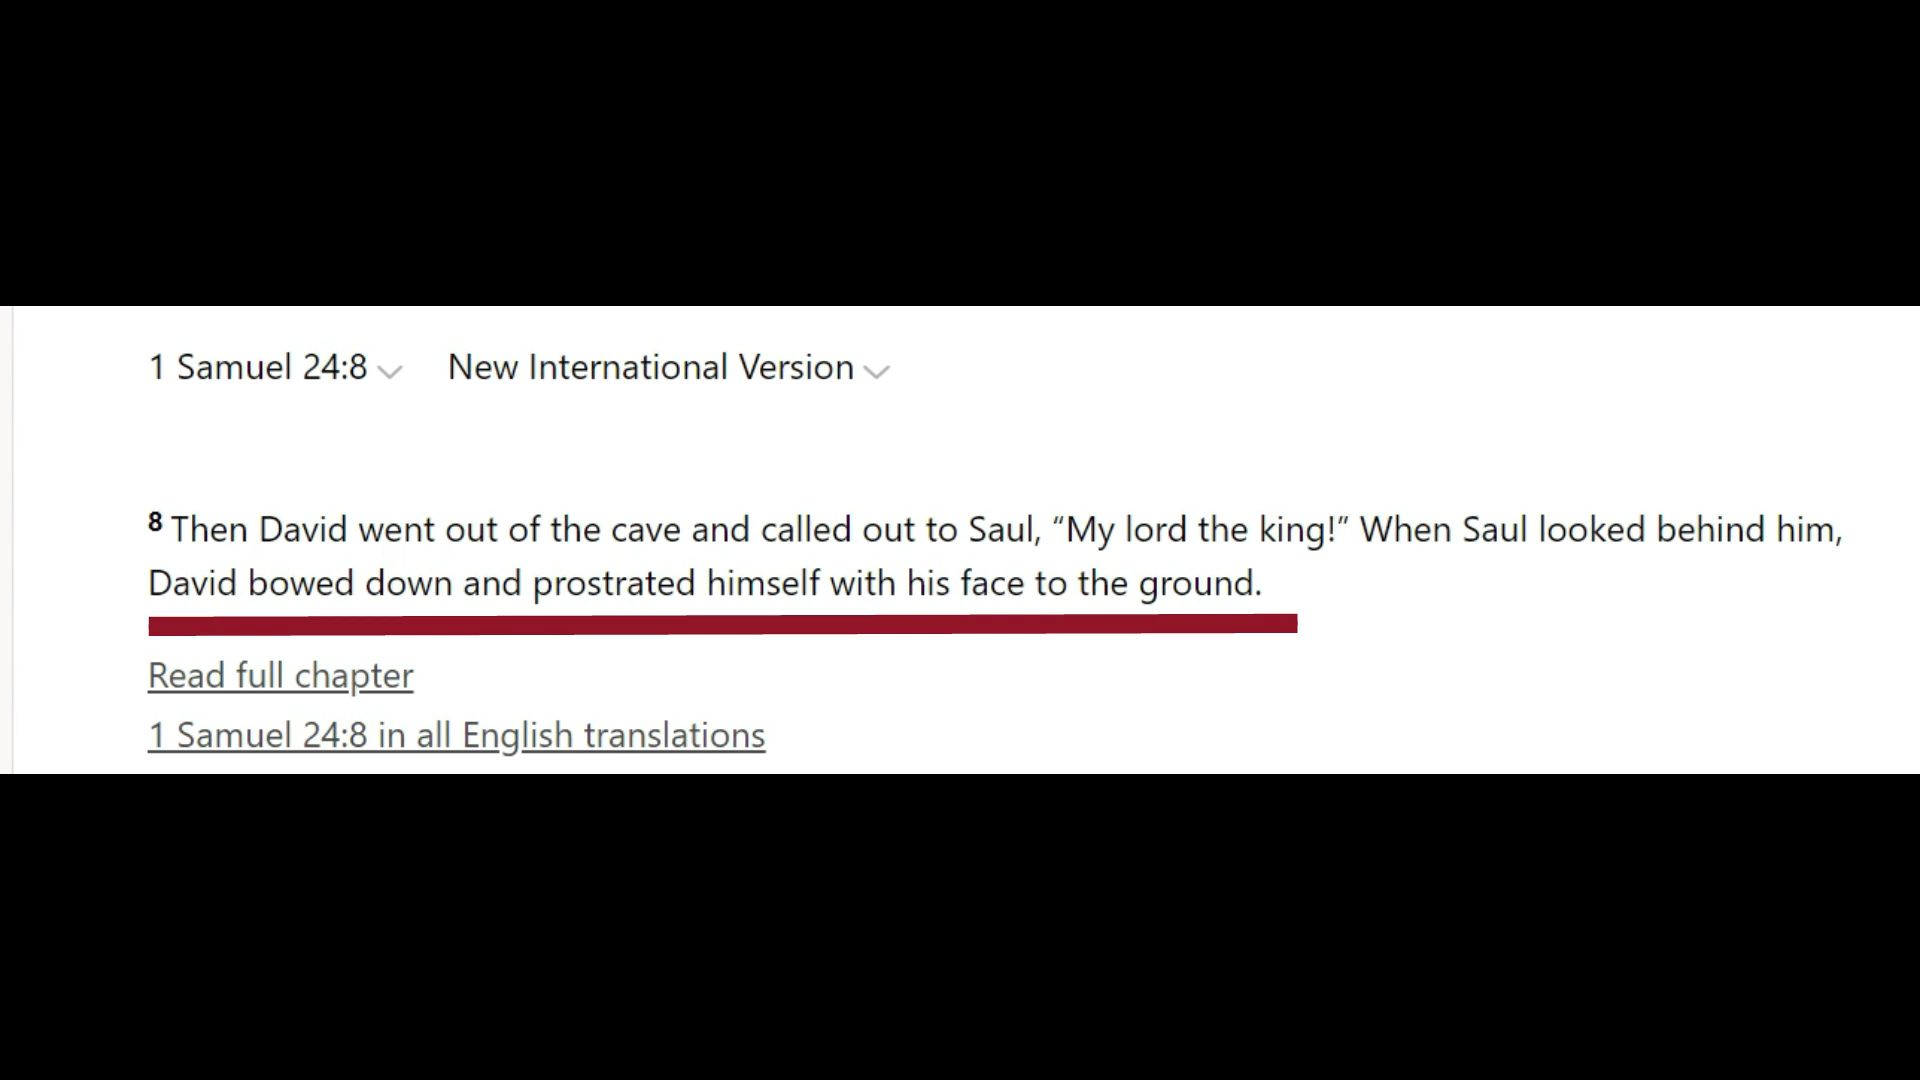 1 Samuel 24:8 New International Version
8 Then David went out of the cave and called out to Saul, “My lord the king!” When Saul looked behind him,
David bowed down and prostrated himself with his face to the ground.
Read full chapter
1 Samuel 24:8 in all English translations